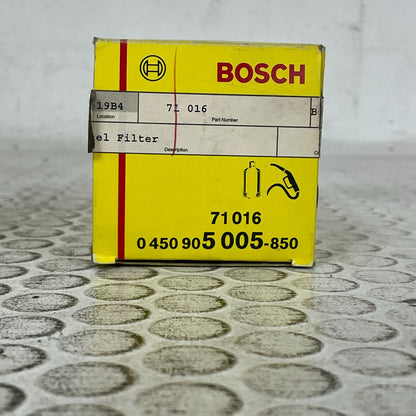 BOSCH
19B4 71 016 B
Location Part Number
el Filter
Description
71 016
0 450 905 005-850